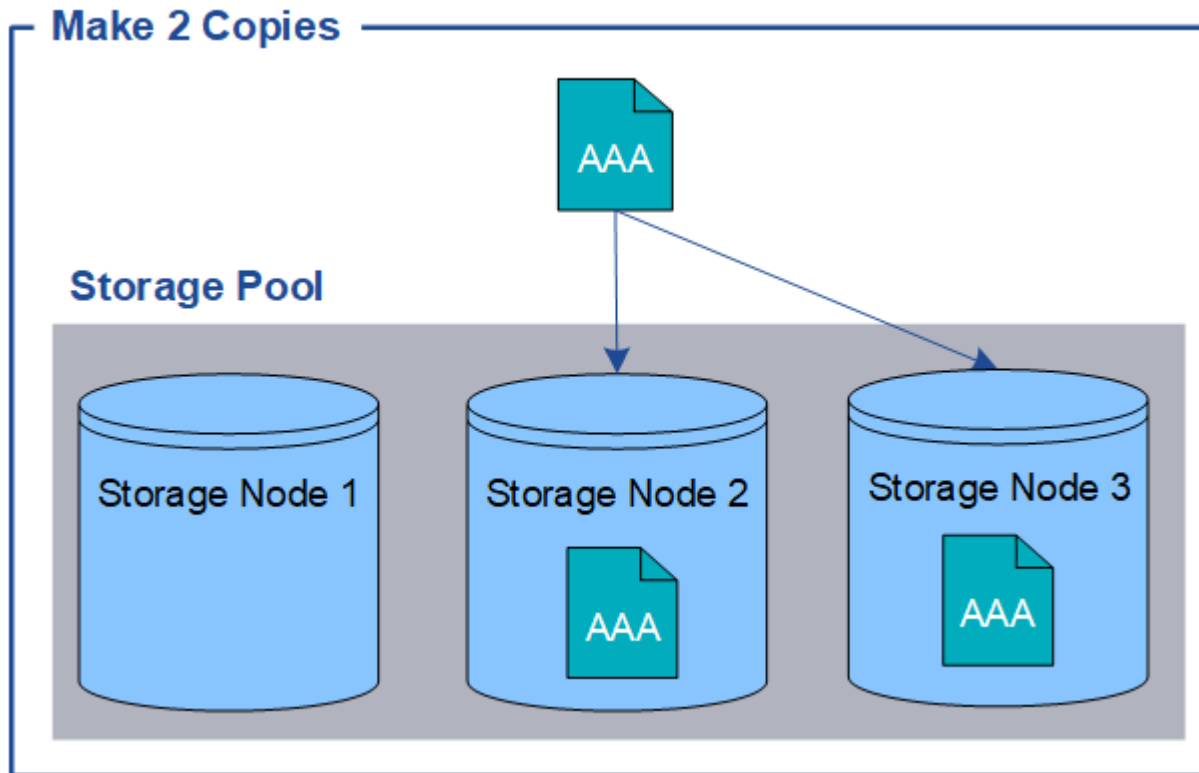 Make 2 Copies
AAA
Storage Pool
Storage Node 1
Storage Node 2
Storage Node 3
AAA
AAA